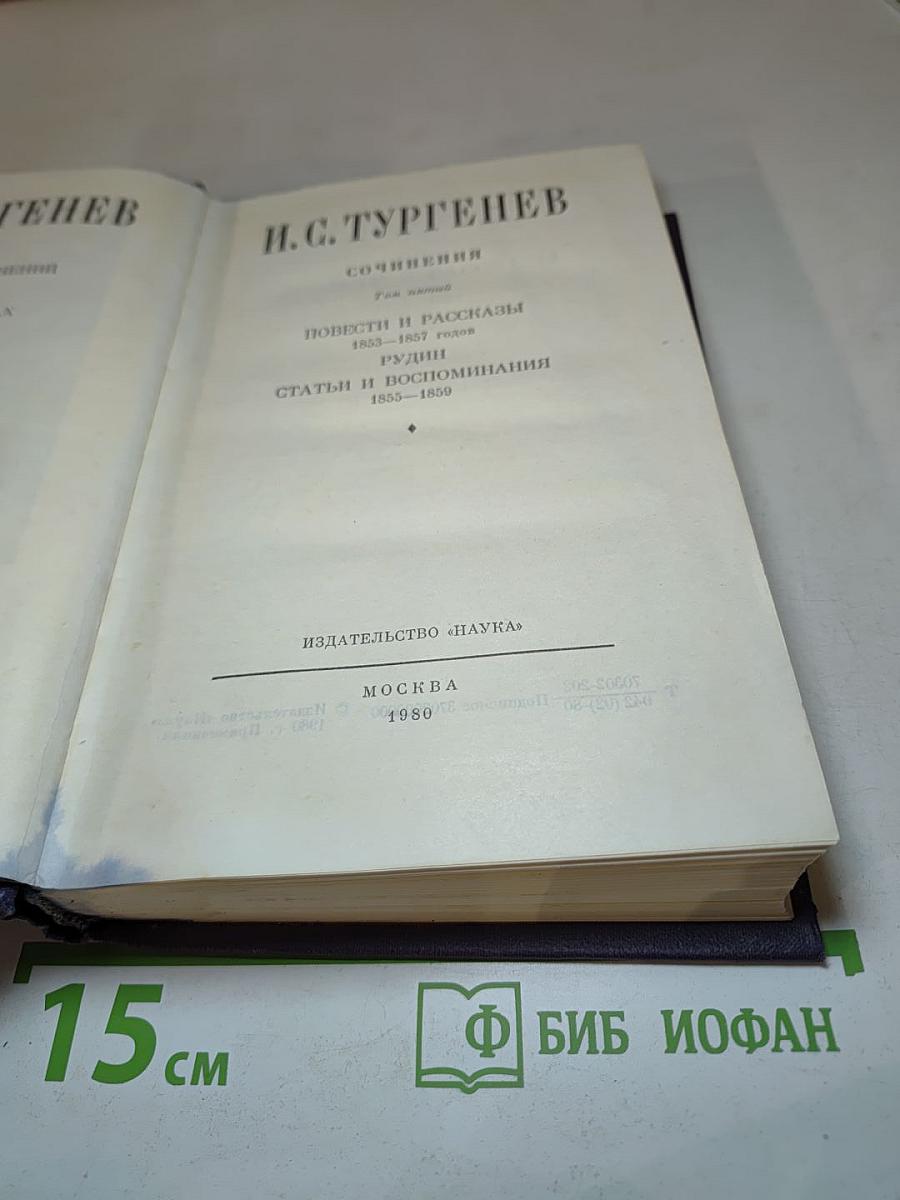 ГЕНЕВ
И. С. ТУРГЕНЕВ
СОЧИНЕНИЯ
Том пятый
ПОВЕСТИ И РАССКАЗЫ
1853—1857 годов
РУДИН
СТАТЬИ И ВОСПОМИНАНИЯ
1855—1859
ИЗДАТЕЛЬСТВО «НАУКА»
МОСКВА
1980
15 см
Ф БИБ ИОФАН